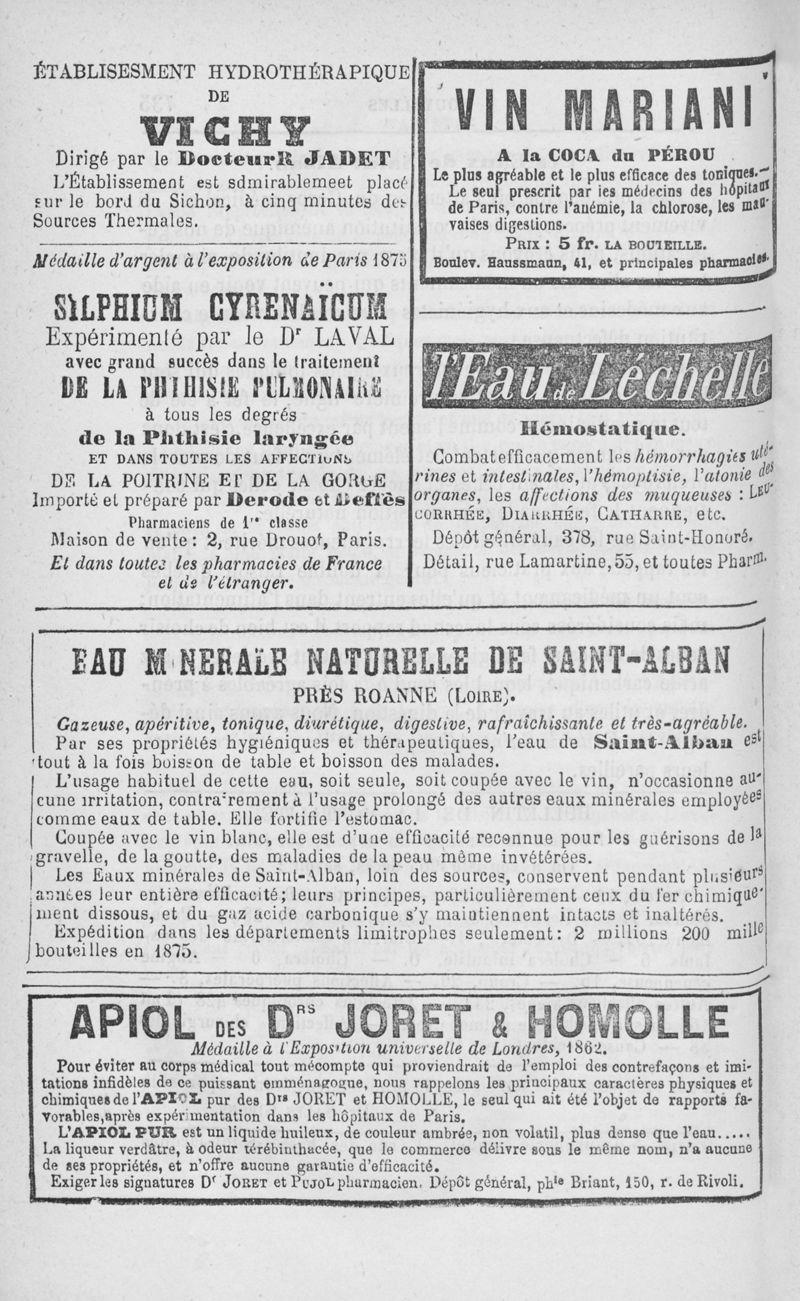 ÉTABLISESMENT HYDROTHÉRAPIQUE
DE
VICHY
Dirigé par le DocteurR JADET
L'Établissement est sdmirablemeet placé
sur le bord du Sichon, à cinq minutes des
Sources Thermales.
Médaille d'argent à l'exposition de Paris 1875
SILPHIUM CYRENAÏCUM
Expérimenté par le Dr LAVAL
avec grand succès dans le traitement
DE LA PHTHISIE PULMONAIRE
à tous les degrés
de la Phthisie laryngée
ET DANS TOUTES LES AFFECTIONS
DE LA POITRINE ET DE LA GORGE
Importé et préparé par Derode et Deffès
Pharmaciens de 1re classe
Maison de vente : 2, rue Drouot, Paris.
Et dans toutes les pharmacies de France
et de l'étranger.
VIN MARIANI
A la COCA du PÉROU
Le plus agréable et le plus efficace des toniques.—
Le seul prescrit par les médecins des hôpitaux
de Paris, contre l'anémie, la chlorose, les mau-
vaises digestions.
PRIX : 5 fr. LA BOUTEILLE.
Boulev. Haussmann, 41, et principales pharmacies.
l'Eau de Léchelle
Hémostatique.
Combat efficacement les hémorrhagies uté-
rines et intestinales, l'hémoptisie, l'atonie des
organes, les affections des muqueuses : LEU-
CORRHÉE, DIARRHÉE, CATHARRE, etc.
Dépôt général, 378, rue Saint-Honoré.
Détail, rue Lamartine, 55, et toutes Pharm.
EAU MINERALE NATURELLE DE SAINT-ALBAN
PRÈS ROANNE (LOIRE).
Gazeuse, apéritive, tonique, diurétique, digestive, rafraîchissante et très-agréable.
Par ses propriétés hygiéniques et thérapeutiques, l'eau de Saint-Alban est
tout à la fois boisson de table et boisson des malades.
L'usage habituel de cette eau, soit seule, soit coupée avec le vin, n'occasionne au-
cune irritation, contrairement à l'usage prolongé des autres eaux minérales employées
comme eaux de table. Elle fortifie l'estomac.
Coupée avec le vin blanc, elle est d'une efficacité reconnue pour les guérisons de la
gravelle, de la goutte, des maladies de la peau même invétérées.
Les Eaux minérales de Saint-Alban, loin des sources, conservent pendant plusieurs
années leur entière efficacité; leurs principes, particulièrement ceux du fer chimique-
ment dissous, et du gaz acide carbonique s'y maintiennent intacts et inaltérés.
Expédition dans les départements limitrophes seulement : 2 millions 200 mille
bouteilles en 1875.
APIOL DES DRS JORET & HOMOLLE
Médaille à l'Exposition universelle de Londres, 1862.
Pour éviter au corps médical tout mécompte qui proviendrait de l'emploi des contrefaçons et imi-
tations infidèles de ce puissant emménagogue, nous rappelons les principaux caractères physiques et
chimiques de l'APIOL pur des Drs JORET et HOMOLLE, le seul qui ait été l'objet de rapports fa-
vorables, après expérimentation dans les hôpitaux de Paris.
L'APIOL PUR est un liquide huileux, de couleur ambrée, non volatil, plus dense que l'eau.....
La liqueur verdâtre, à odeur térébinthacée, que le commerce délivre sous le même nom, n'a aucune
de ses propriétés, et n'offre aucune garantie d'efficacité.
Exiger les signatures Dr JORET et PUJOL pharmacien. Dépôt général, phie Briant, 150, r. de Rivoli.